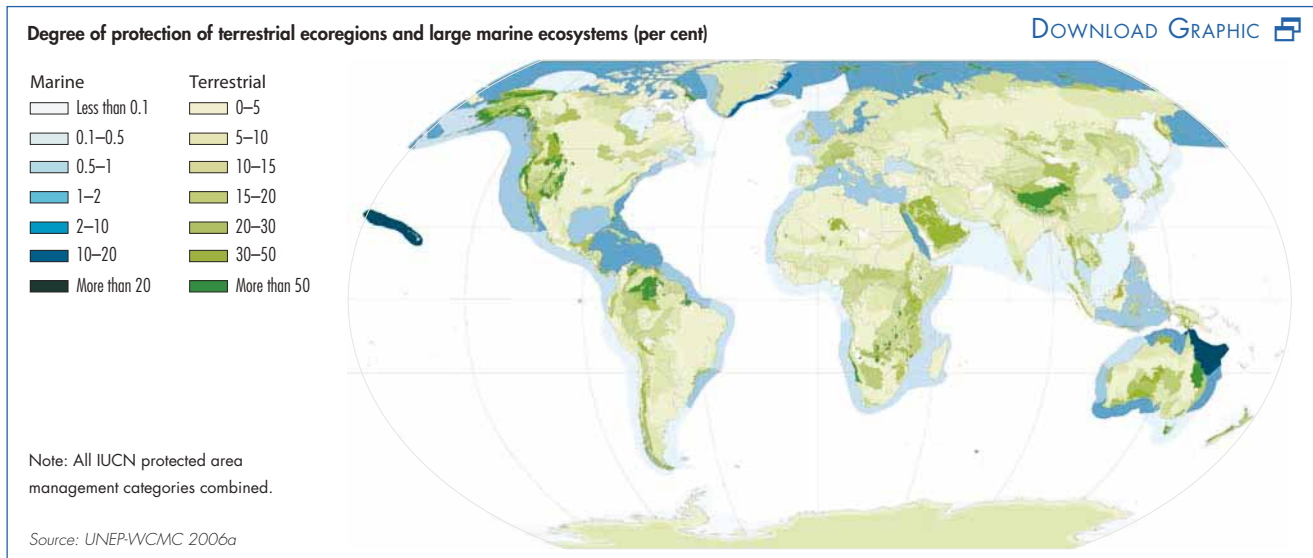 Degree of protection of terrestrial ecoregions and large marine ecosystems (per cent)
DOWNLOAD GRAPHIC
Marine
Terrestrial
Less than 0.1
0–5
0.1–0.5
5–10
0.5–1
10–15
1–2
15–20
2–10
20–30
10–20
30–50
More than 20
More than 50
Note: All IUCN protected area
management categories combined.
Source: UNEP-WCMC 2006a